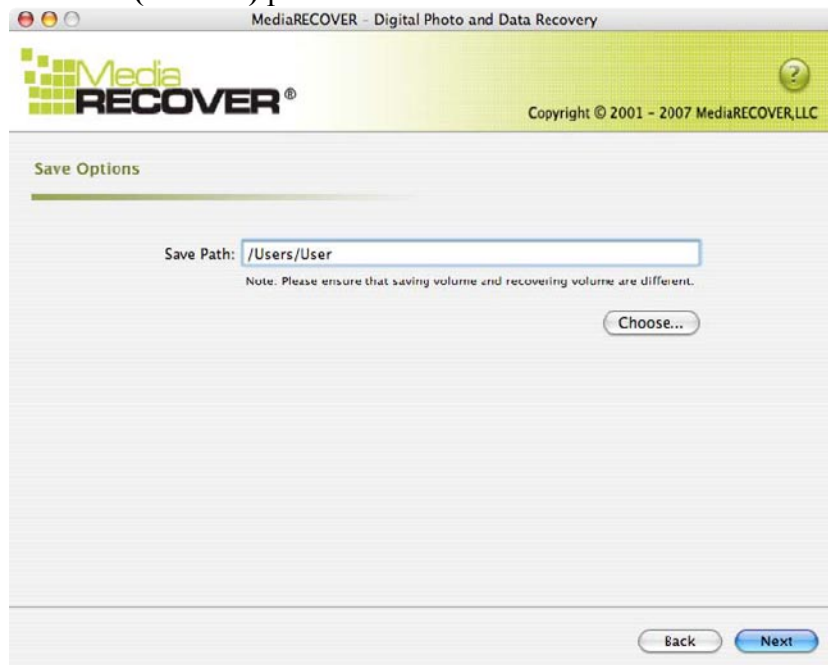 MediaRECOVER – Digital Photo and Data Recovery
Media
RECOVER®
?
Copyright © 2001 – 2007 MediaRECOVER,LLC
Save Options
Save Path: /Users/User
Note: Please ensure that saving volume and recovering volume are different.
Choose...
Back Next